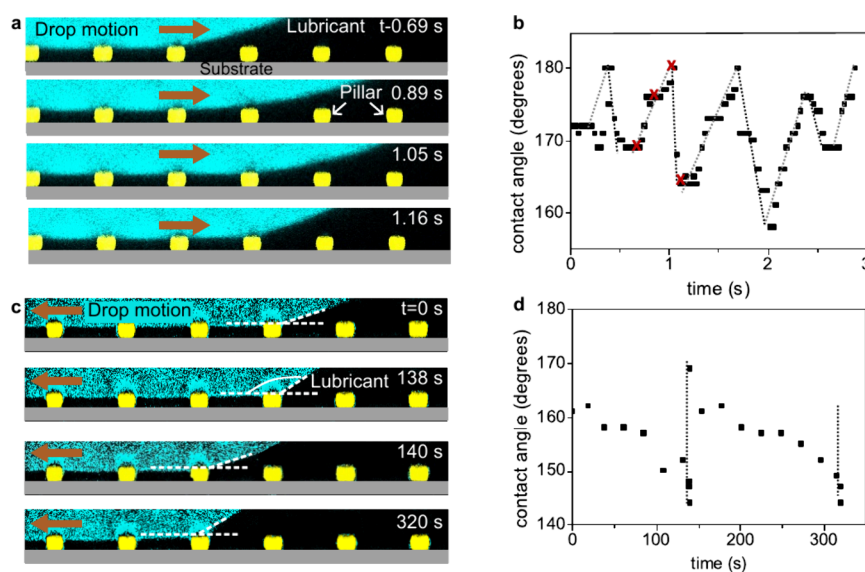 a
Drop motion
Lubricant
t-0.69 s
Substrate
0.89 s
Pillar
1.05 s
1.16 s
b
contact angle (degrees)
180
170
160
0
1
2
3
time (s)
c
Drop motion
t=0
Lubricant
138 s
140 s
320 s
d
contact angle (degrees)
180
170
160
150
140
0
100
200
300
time (s)